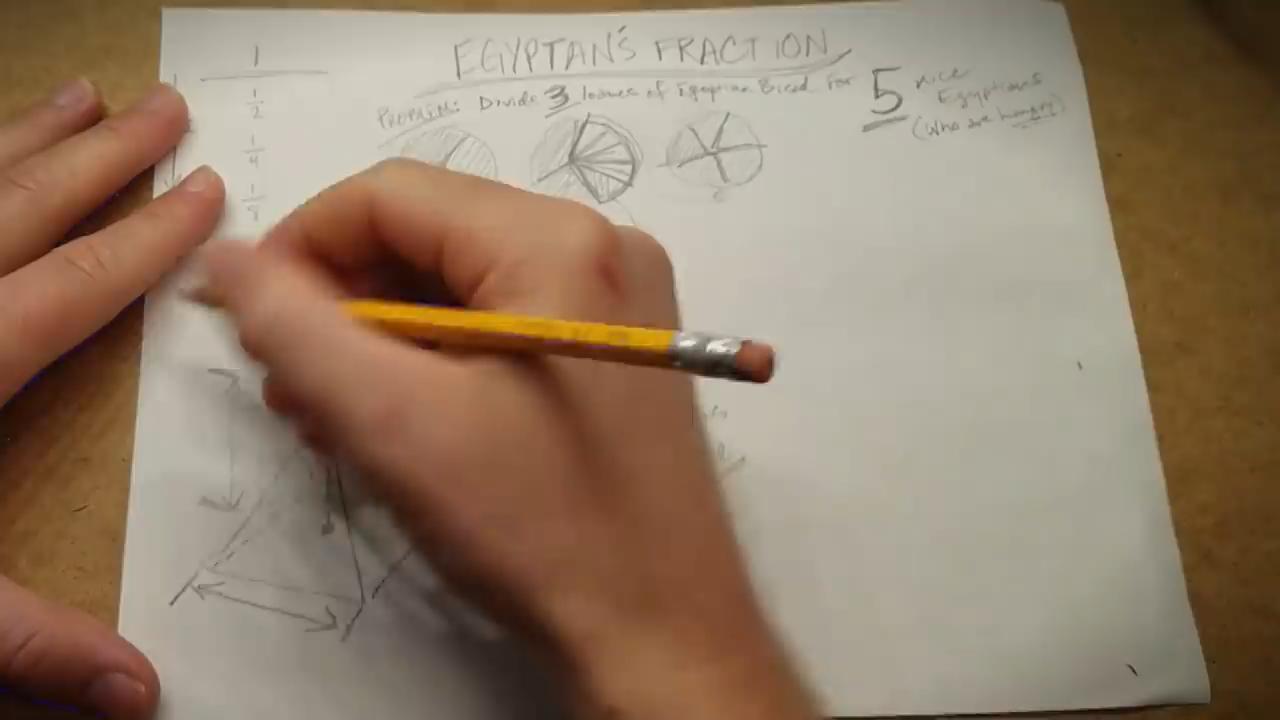 EGYPTAN'S FRACTION
PROBLEM: Divide 3 loaves of Egyptian Bread For 5 nice
Egyptians
(Who are hungry)
1
1/2
1/4
1/8